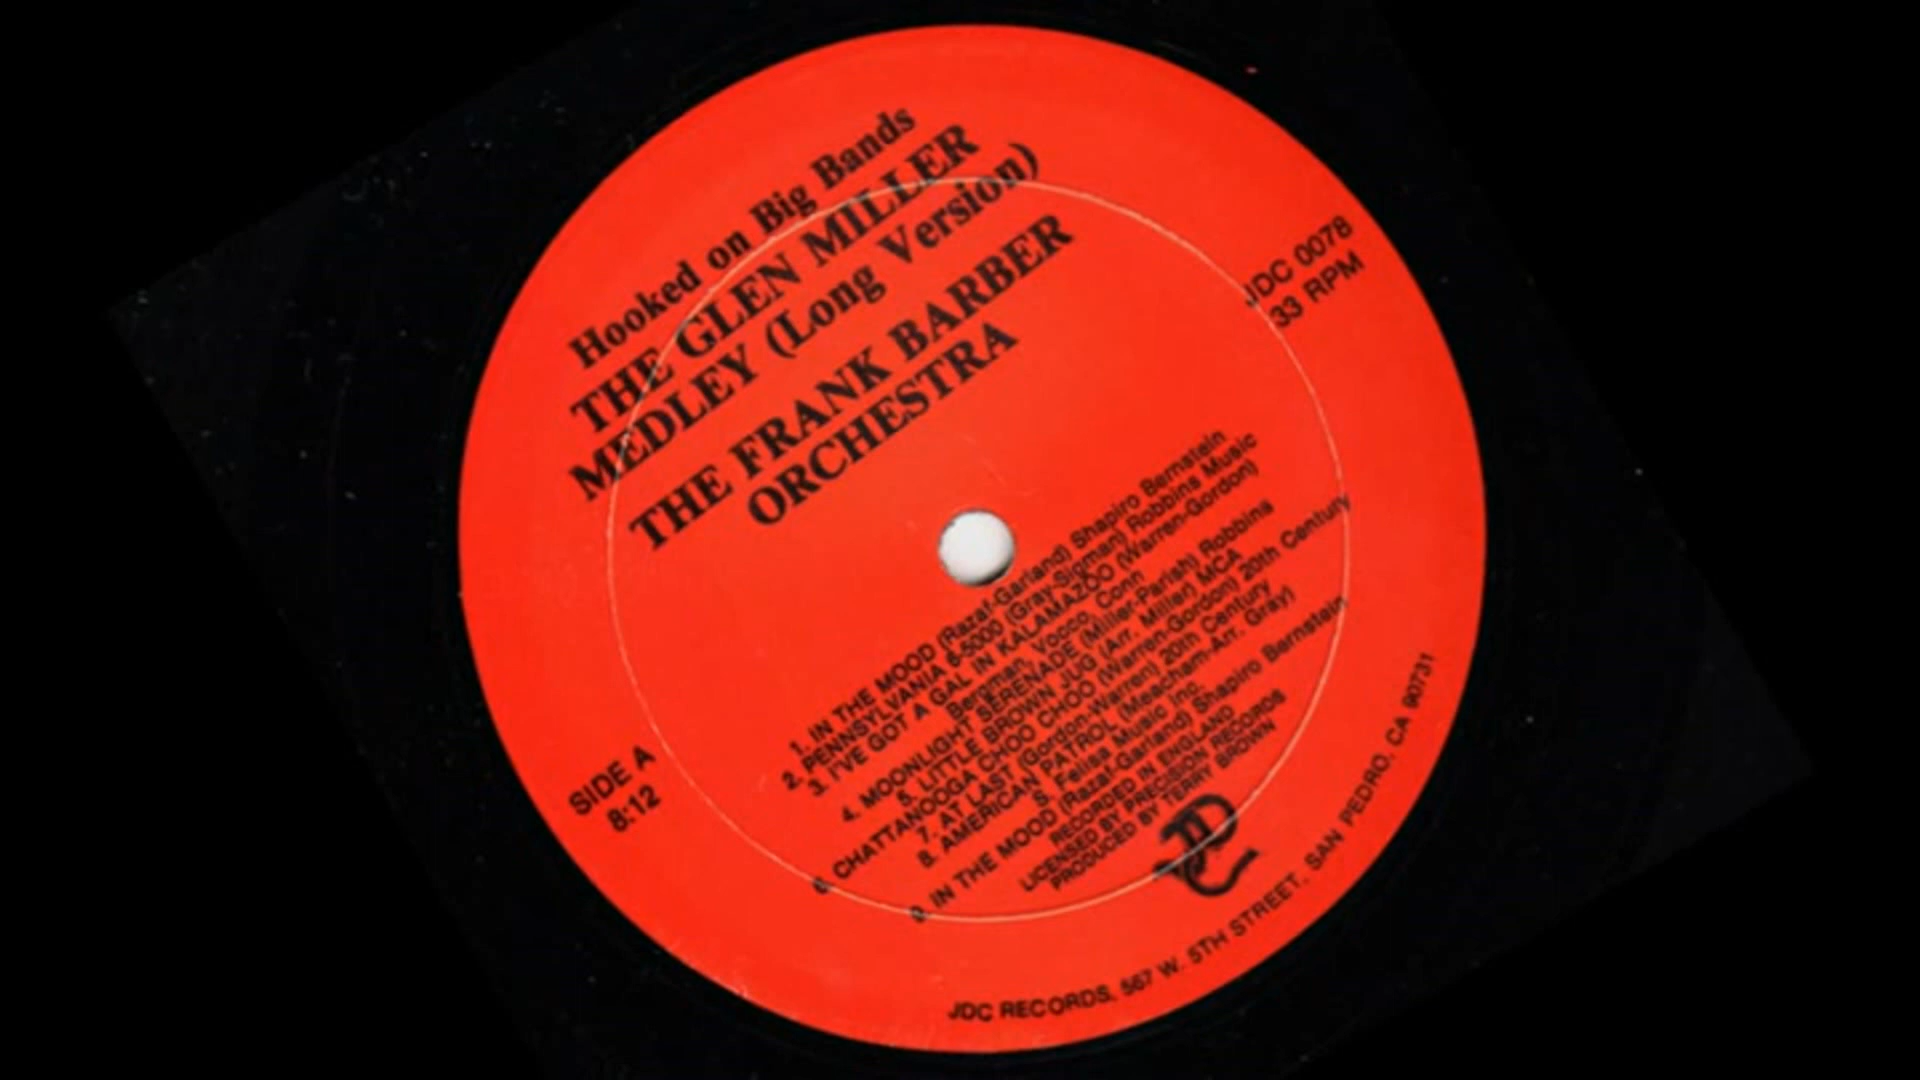 Hooked on Big Bands
THE GLEN MILLER
MEDLEY (Long Version)
THE FRANK BARBER
ORCHESTRA
JDC 0078
33 RPM
SIDE A
8:12
1. IN THE MOOD (Razaf-Garland) Shapiro Bernstein
2. PENNSYLVANIA 6-5000 (Gray-Sigman) Robbins Music
3. I'VE GOT A GAL IN KALAMAZOO (Warren-Gordon)
Bergman, Vocco, Conn
4. MOONLIGHT SERENADE (Miller-Parish) Robbins
5. LITTLE BROWN JUG (Arr. Miller) MCA
6. CHATTANOOGA CHOO CHOO (Warren-Gordon) 20th Century
7. AT LAST (Gordon-Warren) 20th Century
8. AMERICAN PATROL (Meacham-Arr. Gray)
S. Felisa Music Inc.
9. IN THE MOOD (Razaf-Garland) Shapiro Bernstein
RECORDED IN ENGLAND
LICENSED BY PRECISION RECORDS
PRODUCED BY TERRY BROWN
JDC
JDC RECORDS, 567 W. 5TH STREET, SAN PEDRO, CA 90731